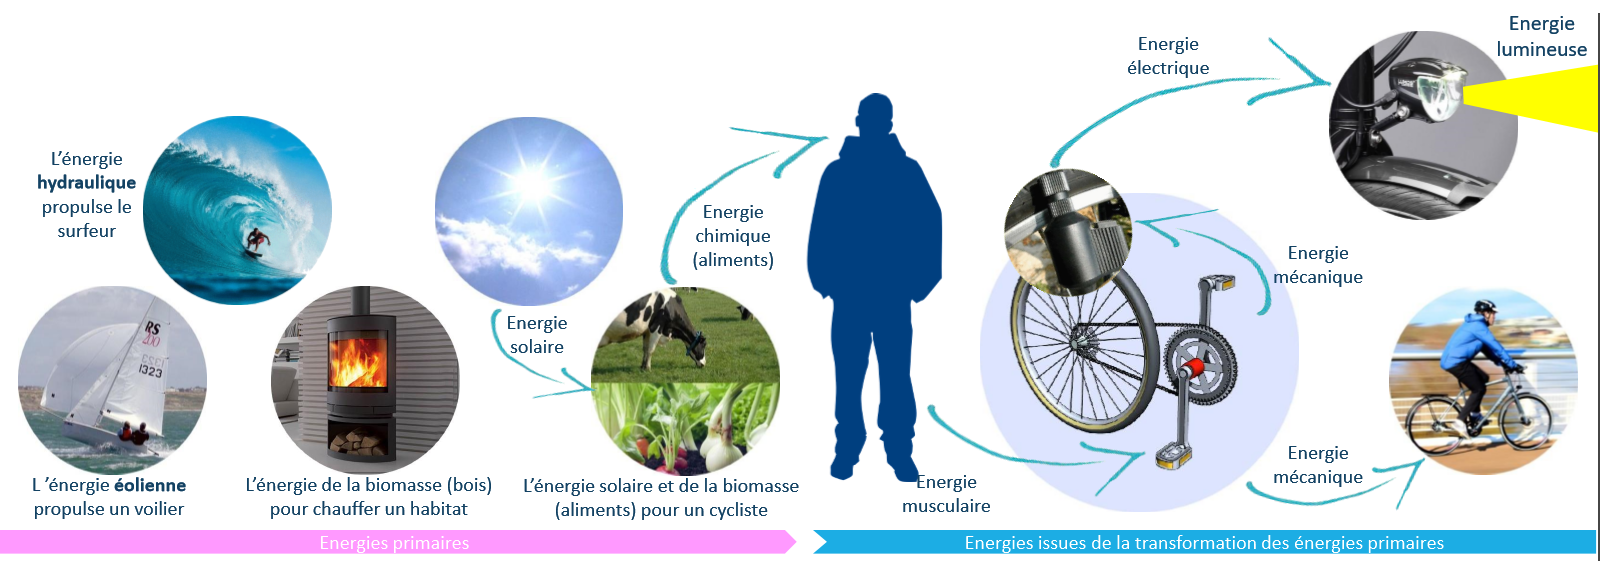 L’énergie
hydraulique
propulse le
surfeur
RS
200
1323
L ’énergie éolienne
propulse un voilier
L’énergie de la biomasse (bois)
pour chauffer un habitat
Energie
solaire
L’énergie solaire et de la biomasse
(aliments) pour un cycliste
Energie
chimique
(aliments)
Energie
musculaire
Energie
électrique
Energie
lumineuse
Energie
mécanique
Energie
mécanique
Energies primaires
Energies issues de la transformation des énergies primaires